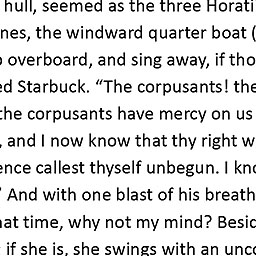 hull, seemed as the three Horati
nes, the windward quarter boat (
overboard, and sing away, if tho
ed Starbuck. “The corpusants! the
the corpusants have mercy on us
, and I now know that thy right w
ence callest thyself unbegun. I kno
” And with one blast of his breath
hat time, why not my mind? Besid
if she is, she swings with an unco